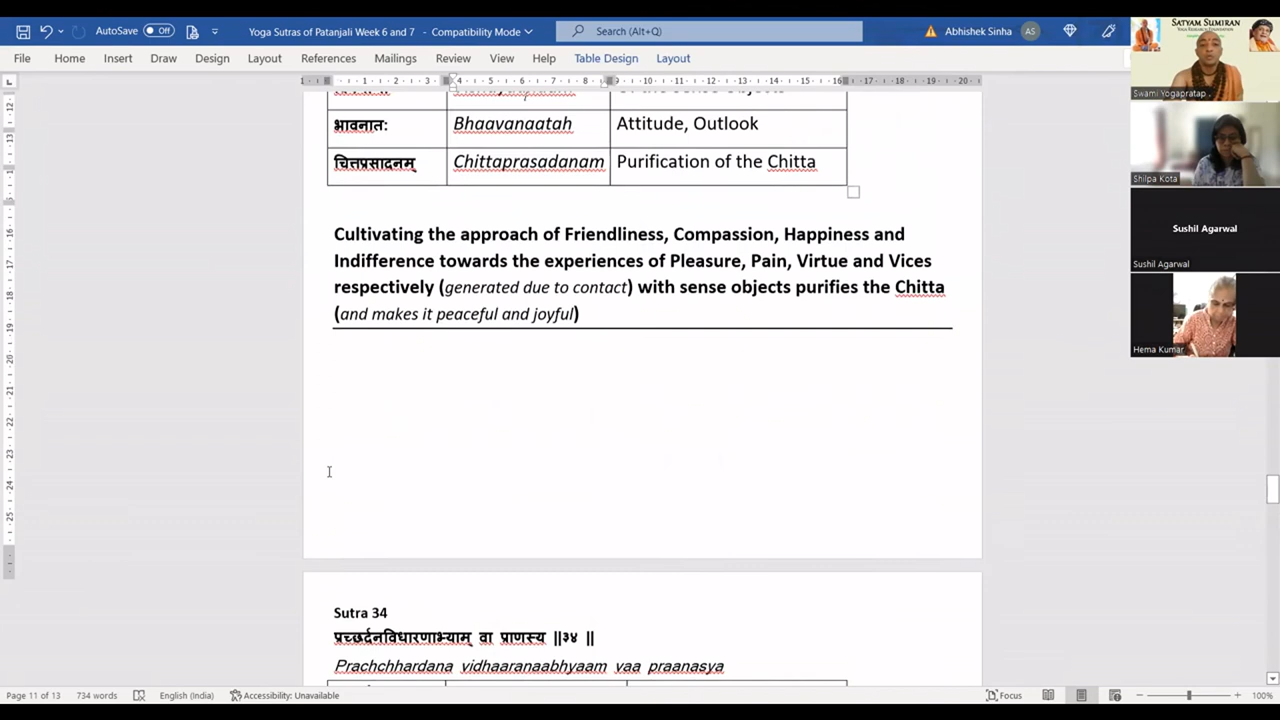 AutoSave Off
Yoga Sutras of Patanjali Week 6 and 7 - Compatibility Mode
Search (Alt+Q)
Abhishek Sinha AS
File Home Insert Draw Design Layout References Mailings Review View Help Table Design Layout
भावनात: Bhaavanaatah Attitude, Outlook
चित्तप्रसादनम् Chittaprasadanam Purification of the Chitta
Cultivating the approach of Friendliness, Compassion, Happiness and
Indifference towards the experiences of Pleasure, Pain, Virtue and Vices
respectively (generated due to contact) with sense objects purifies the Chitta
(and makes it peaceful and joyful)
Sutra 34
प्रच्छर्दनविधारणाभ्याम् वा प्राणस्य ||३४ ||
Prachchhardana vidhaaranaabhyaam vaa praanasya
Page 11 of 13 734 words English (India) Accessibility: Unavailable Focus 100%
SATYAM SUMIRAN
Swami Yogapratap
Shilpa Kota
Sushil Agarwal
Sushil Agarwal
Hema Kumar